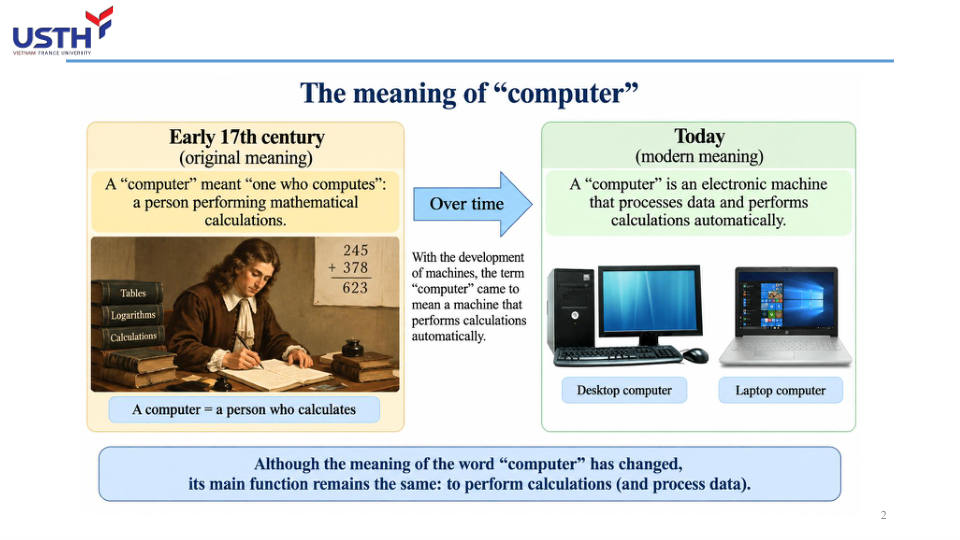 USTH
VIETNAM FRANCE UNIVERSITY
The meaning of “computer”
Early 17th century
(original meaning)
A “computer” meant “one who computes”:
a person performing mathematical
calculations.
245
+ 378
623
Tables
Logarithms
Calculations
A computer = a person who calculates
Over time
With the development
of machines, the term
“computer” came to
mean a machine that
performs calculations
automatically.
Today
(modern meaning)
A “computer” is an electronic machine
that processes data and performs
calculations automatically.
Desktop computer
Laptop computer
Although the meaning of the word “computer” has changed,
its main function remains the same: to perform calculations (and process data).
2